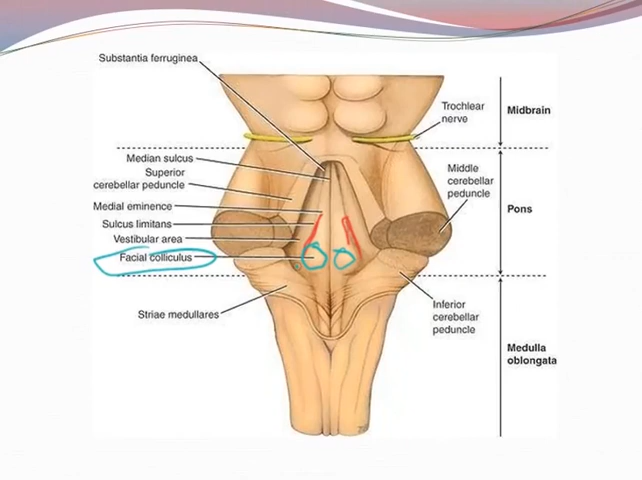 Substantia ferruginea
Trochlear
nerve
Midbrain
Median sulcus
Superior
cerebellar peduncle
Medial eminence
Sulcus limitans
Vestibular area
Facial colliculus
Middle
cerebellar
peduncle
Pons
Striae medullares
Inferior
cerebellar
peduncle
Medulla
oblongata